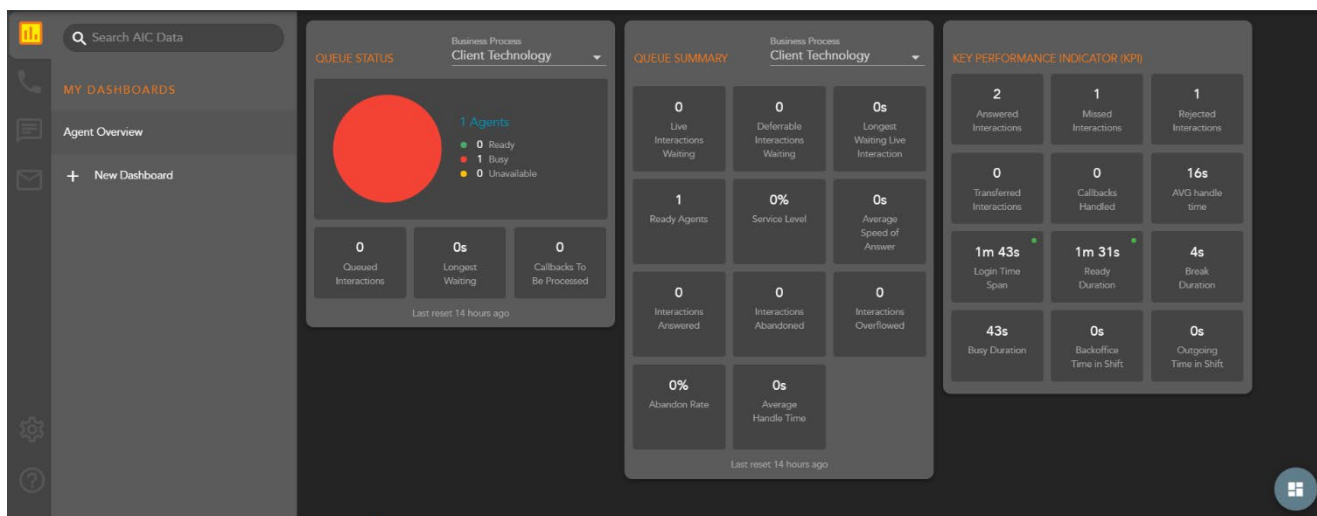 Search AIC Data
MY DASHBOARDS
Agent Overview
+ New Dashboard
QUEUE STATUS
Business Process
Client Technology
1 Agents
0 Ready
1 Busy
0 Unavailable
0
Queued
Interactions
0s
Longest
Waiting
0
Callbacks To
Be Processed
Last reset 14 hours ago
QUEUE SUMMARY
Business Process
Client Technology
0
Live
Interactions
Waiting
0
Deferrable
Interactions
Waiting
0s
Longest
Waiting Live
Interaction
1
Ready Agents
0%
Service Level
0s
Average
Speed of
Answer
0
Interactions
Answered
0
Interactions
Abandoned
0
Interactions
Overflowed
0%
Abandon Rate
0s
Average
Handle Time
Last reset 14 hours ago
KEY PERFORMANCE INDICATOR (KPI)
2
Answered
Interactions
1
Missed
Interactions
1
Rejected
Interactions
0
Transferred
Interactions
0
Callbacks
Handled
16s
AVG handle
time
1m 43s
Login Time
Span
1m 31s
Ready
Duration
4s
Break
Duration
43s
Busy Duration
0s
Backoffice
Time in Shift
0s
Outgoing
Time in Shift